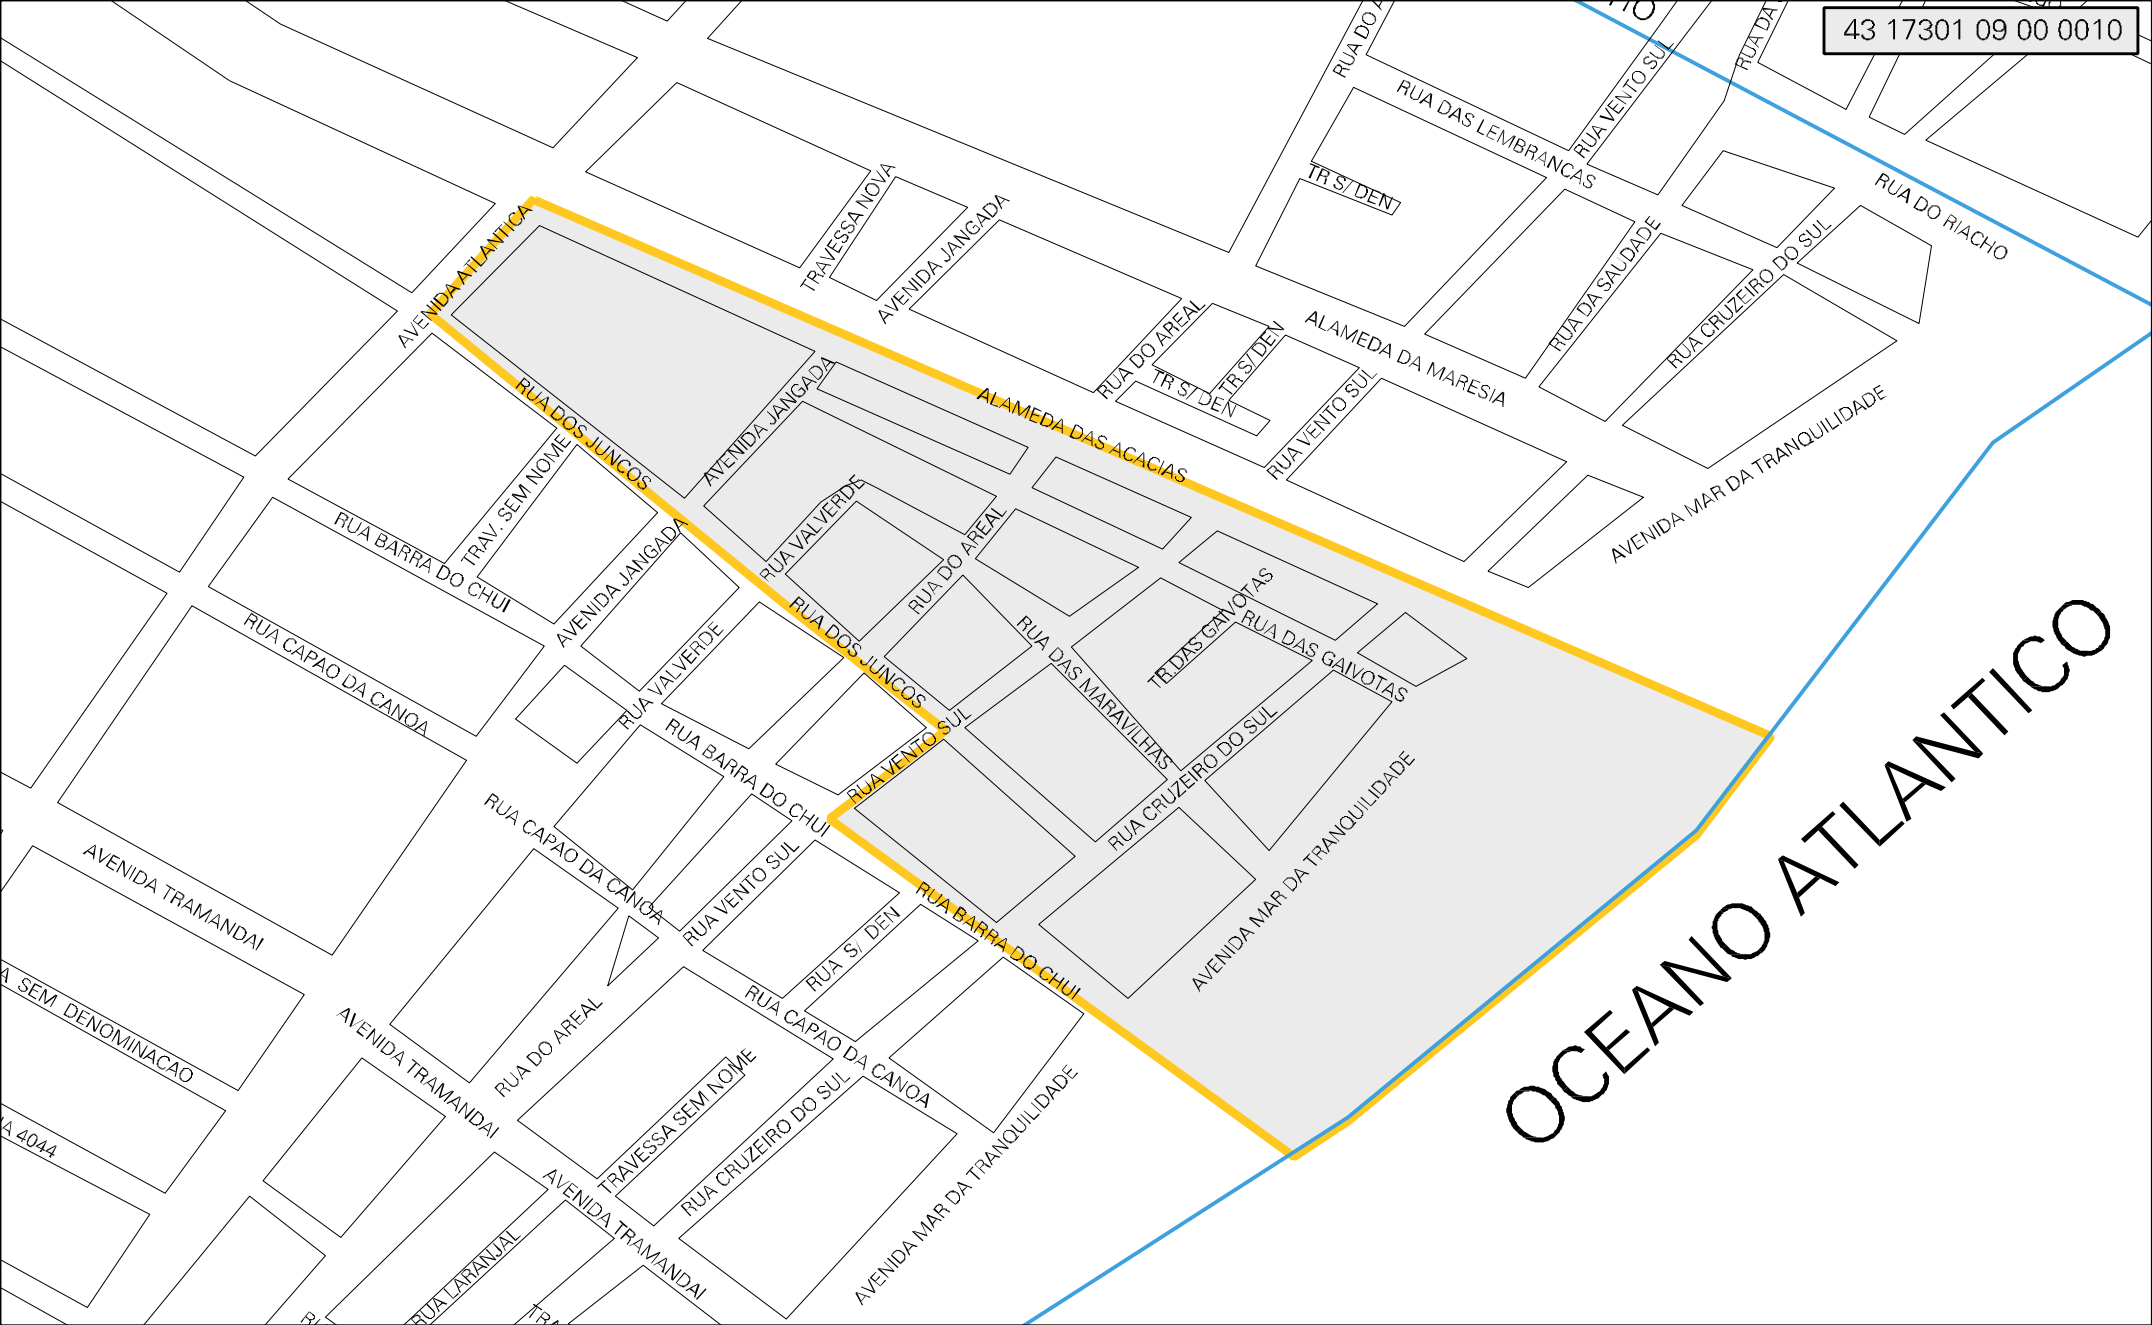 43 17301 09 00 0010
RUA VENTO SUL
RUA DAS LEMBRANCAS
TR S/ DEN
RUA DO RIACHO
TRAVESSA NOVA
AVENIDA JANGADA
AVENIDA ATLANTICA
RUA DA SAUDADE
RUA CRUZEIRO DO SUL
RUA DO AREAL
TR S/ DEN
TR S/ DEN
ALAMEDA DA MARESIA
RUA VENTO SUL
AVENIDA MAR DA TRANQUILIDADE
ALAMEDA DAS ACACIAS
AVENIDA JANGADA
RUA DOS JUNCOS
TRAV. SEM NOME
RUA VALVERDE
RUA DO AREAL
RUA BARRA DO CHUI
AVENIDA JANGADA
RUA DOS JUNCOS
TR.DAS GAIVOTAS
RUA DAS GAIVOTAS
RUA DAS MARAVILHAS
RUA CAPAO DA CANOA
RUA VALVERDE
RUA VENTO SUL
RUA CRUZEIRO DO SUL
RUA BARRA DO CHUI
AVENIDA MAR DA TRANQUILIDADE
OCEANO ATLANTICO
RUA CAPAO DA CANOA
RUA VENTO SUL
AVENIDA TRAMANDAI
RUA S/ DEN
RUA BARRA DO CHUI
A SEM DENOMINACAO
RUA DO AREAL
RUA CAPAO DA CANOA
AVENIDA TRAMANDAI
TRAVESSA SEM NOME
RUA CRUZEIRO DO SUL
AVENIDA MAR DA TRANQUILIDADE
4044
AVENIDA TRAMANDAI
RUA LARANJAL